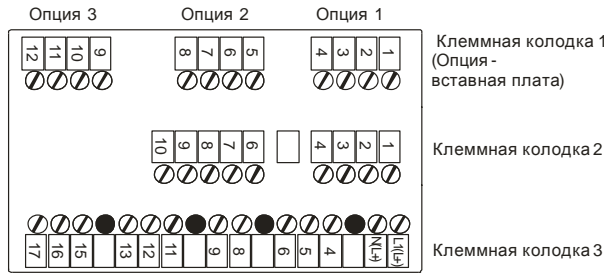 Опция 3 Опция 2 Опция 1
12 11 10 9 8 7 6 5 4 3 2 1
Клеммная колодка 1
(Опция -
вставная плата)
10 9 8 7 6 4 3 2 1
Клеммная колодка 2
17 16 15 13 12 11 9 8 6 5 4 N(L+) L1(L+)
Клеммная колодка 3